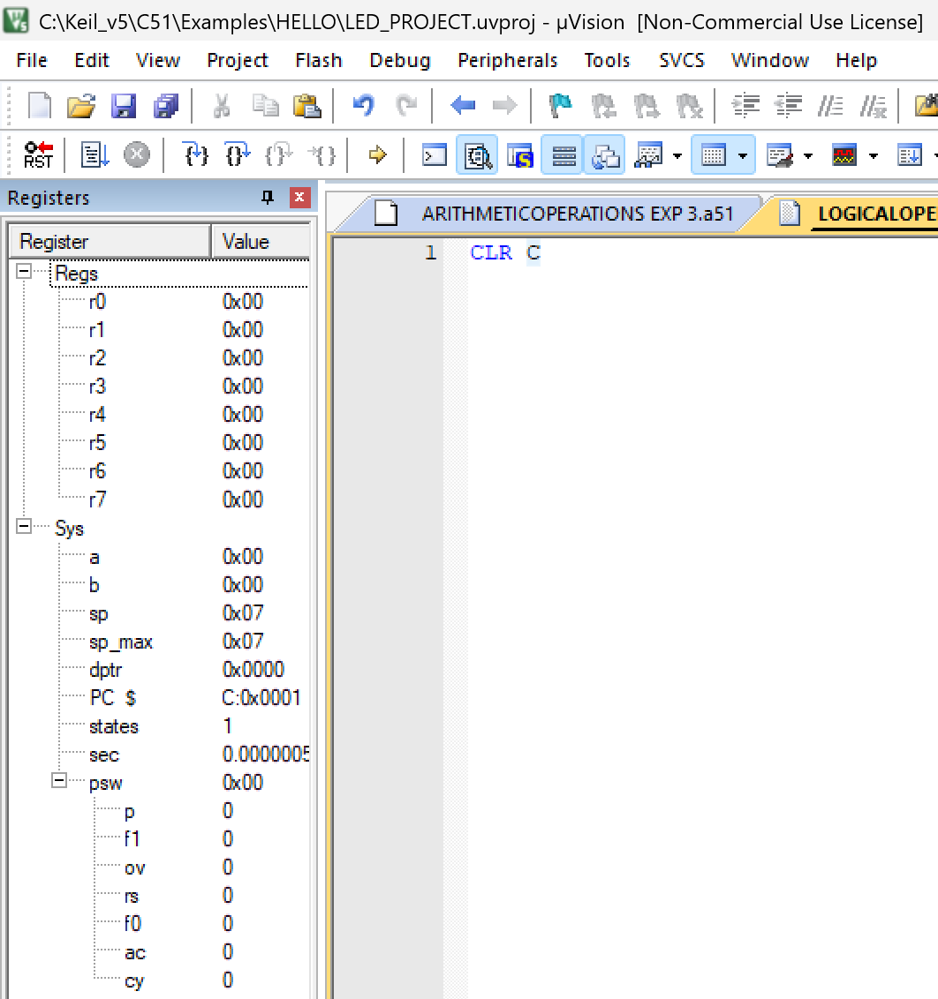 C:\Keil_v5\C51\Examples\HELLO\LED_PROJECT.uvproj - µVision [Non-Commercial Use License]
File Edit View Project Flash Debug Peripherals Tools SVCS Window Help
RST
Registers
ARITHMETICOPERATIONS EXP 3.a51 LOGICALOPE
Register Value
1 CLR C
Regs
r0 0x00
r1 0x00
r2 0x00
r3 0x00
r4 0x00
r5 0x00
r6 0x00
r7 0x00
Sys
a 0x00
b 0x00
sp 0x07
sp_max 0x07
dptr 0x0000
PC $ C:0x0001
states 1
sec 0.0000005
psw 0x00
p 0
f1 0
ov 0
rs 0
f0 0
ac 0
cy 0